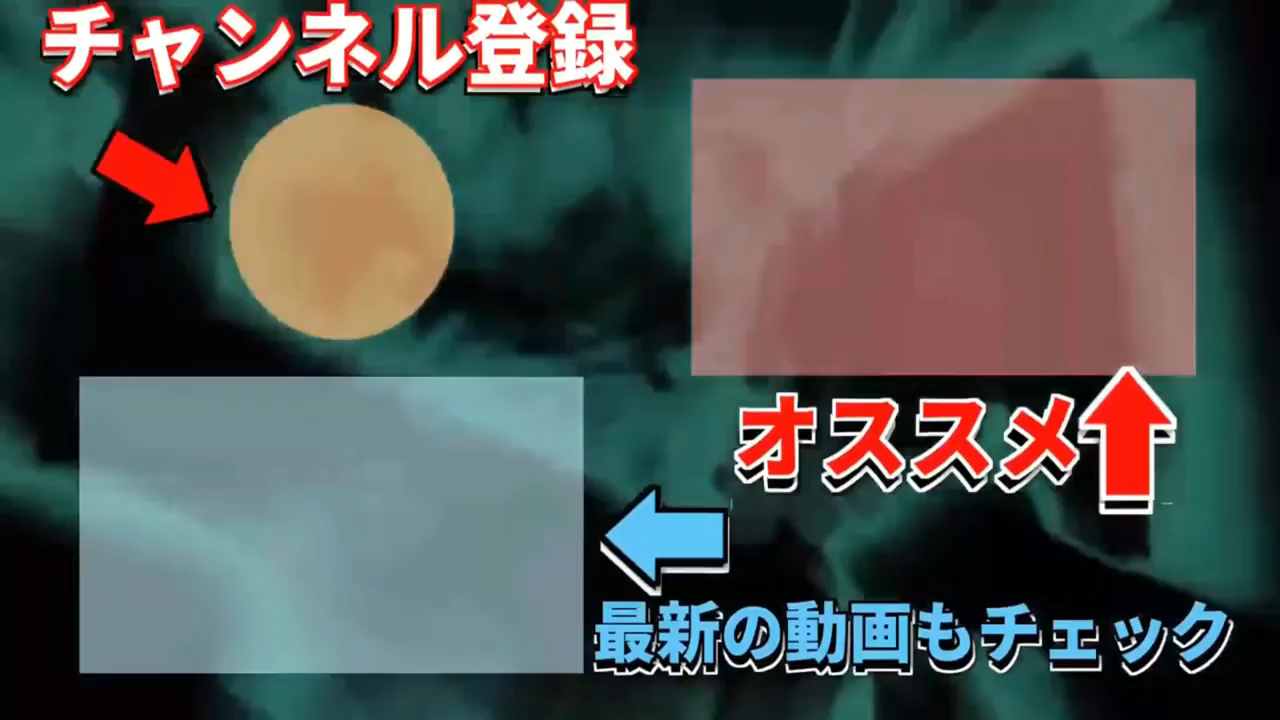 チャンネル登録
オススメ
最新の動画もチェック